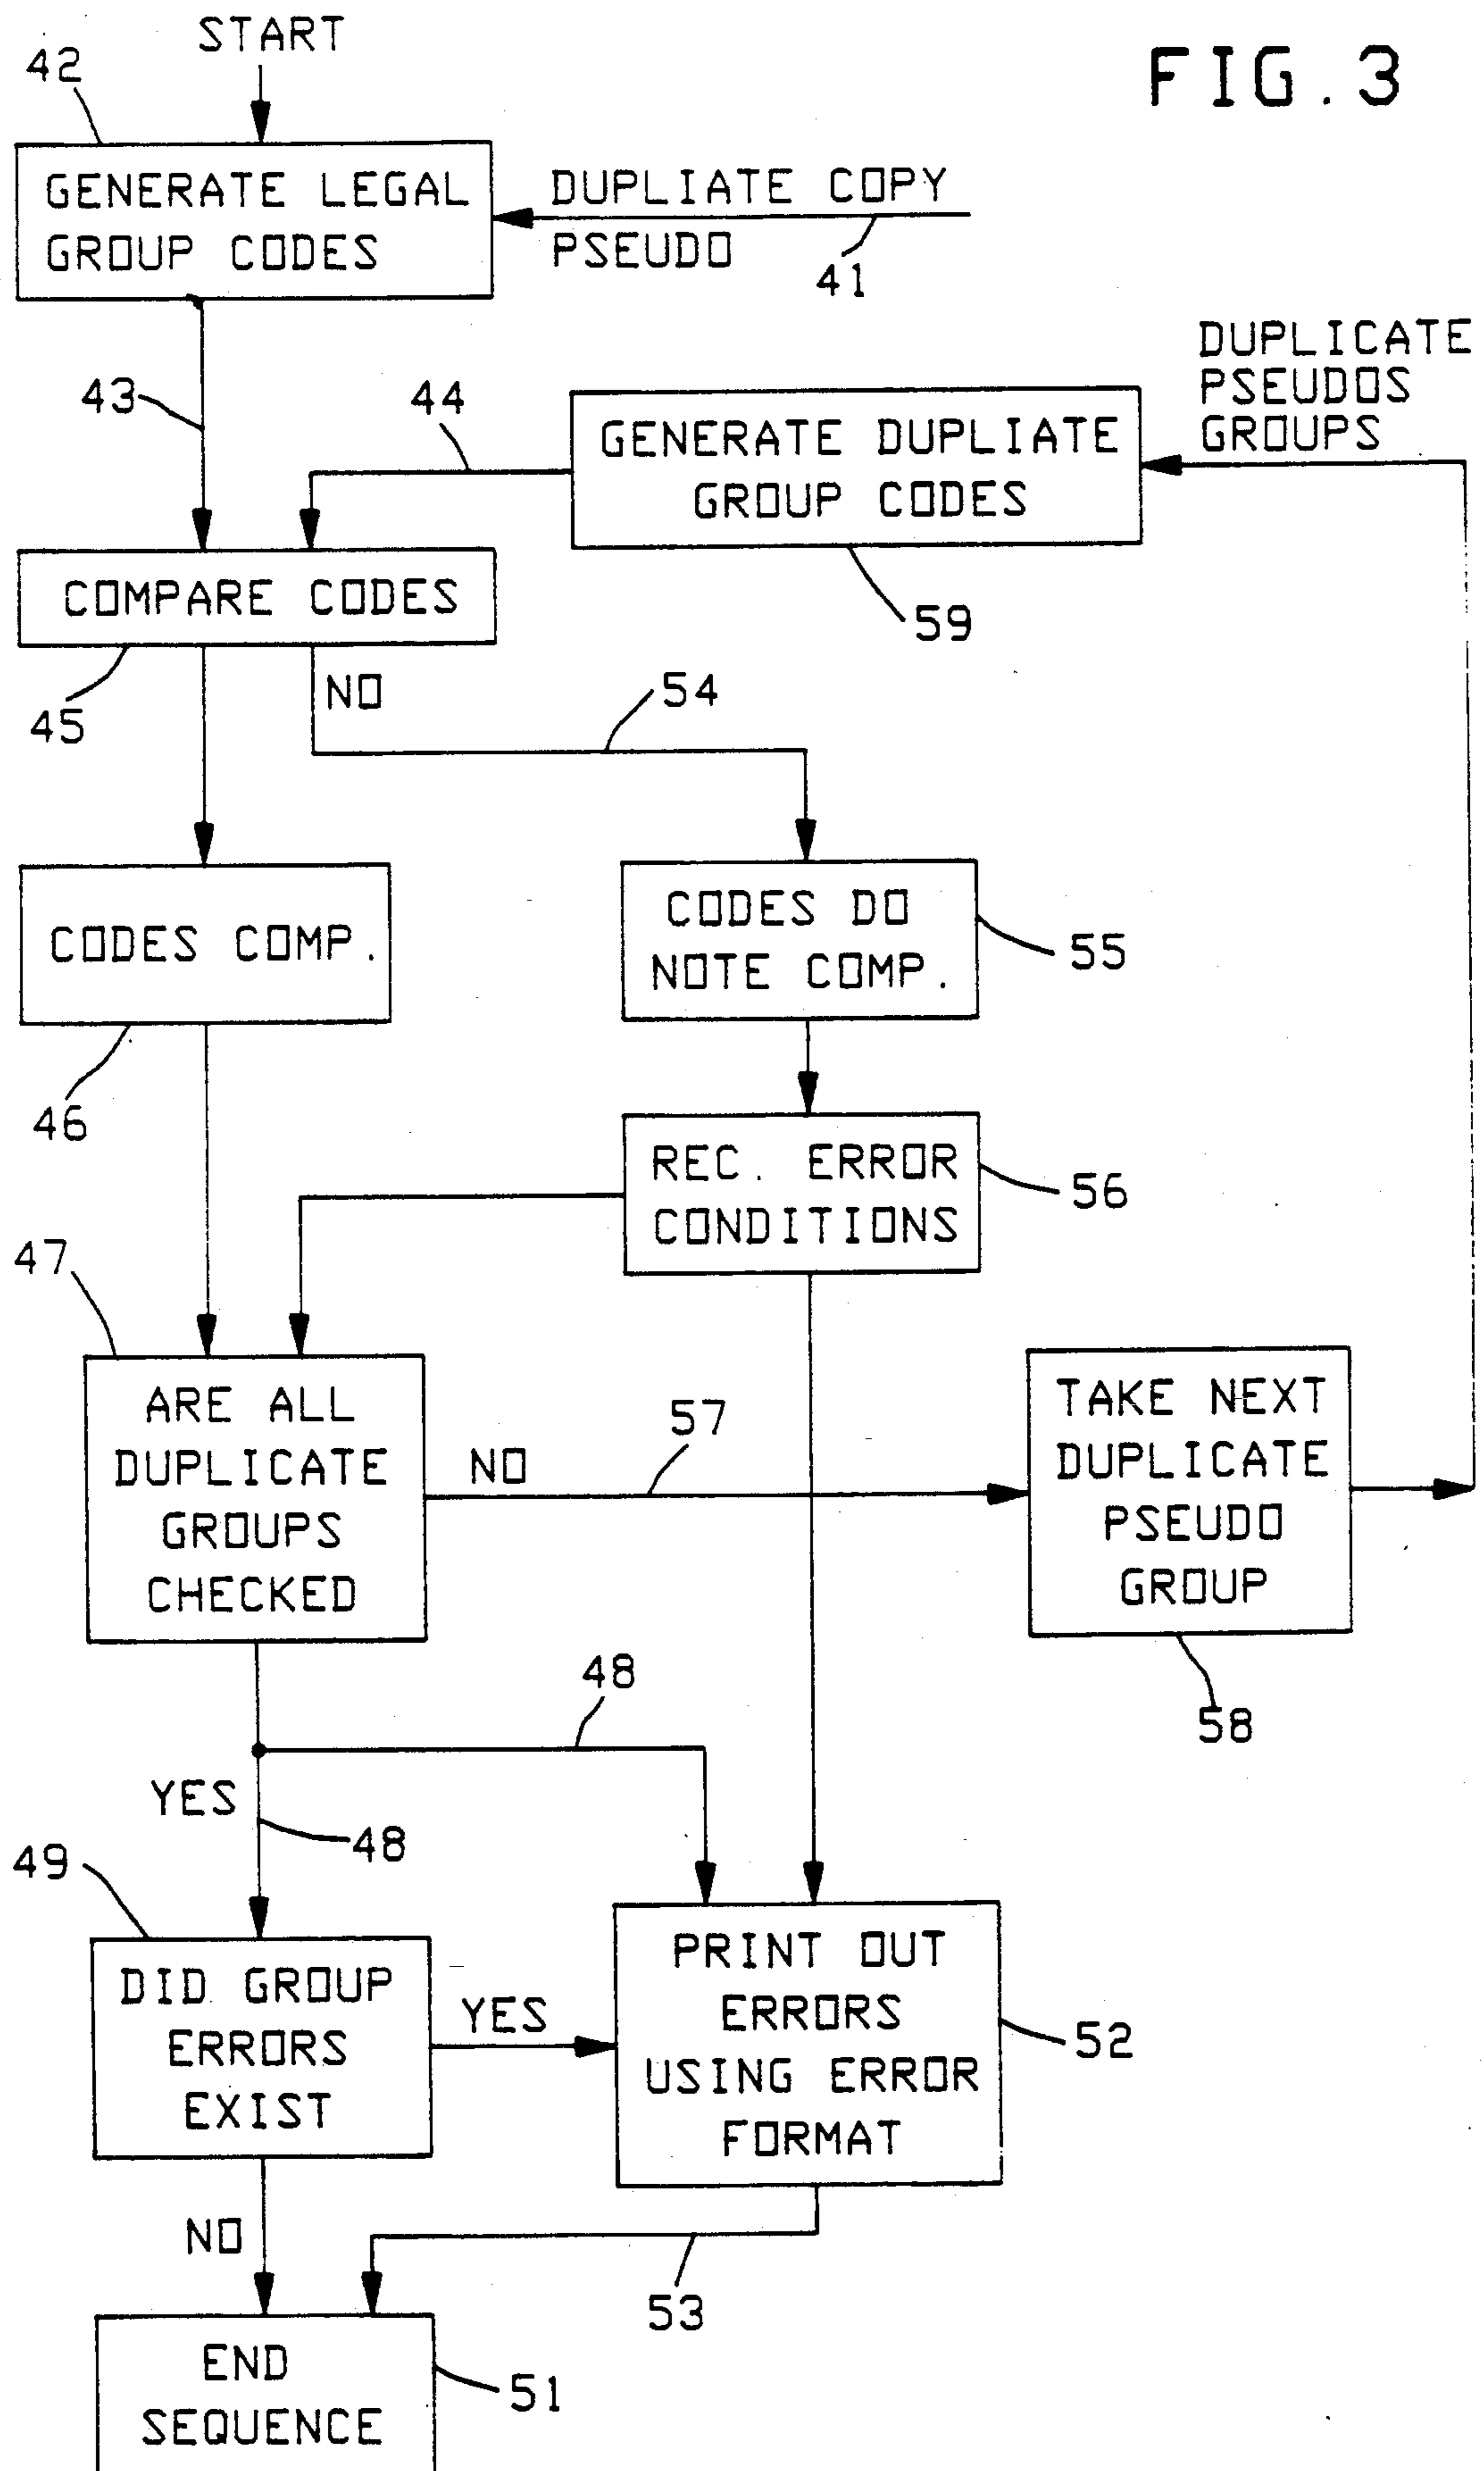 START
FIG.3
42
GENERATE LEGAL
GROUP CODES
DUPLIATE COPY
PSEUDO
41
DUPLICATE
PSEUDOS
GROUPS
43
44
GENERATE DUPLIATE
GROUP CODES
59
COMPARE CODES
45
NO
54
CODES COMP.
46
CODES DO
NOTE COMP.
55
REC. ERROR
CONDITIONS
56
47
ARE ALL
DUPLICATE
GROUPS
CHECKED
NO
57
TAKE NEXT
DUPLICATE
PSEUDO
GROUP
58
48
YES
48
49
DID GROUP
ERRORS
EXIST
YES
PRINT OUT
ERRORS
USING ERROR
FORMAT
52
NO
53
END
SEQUENCE
51